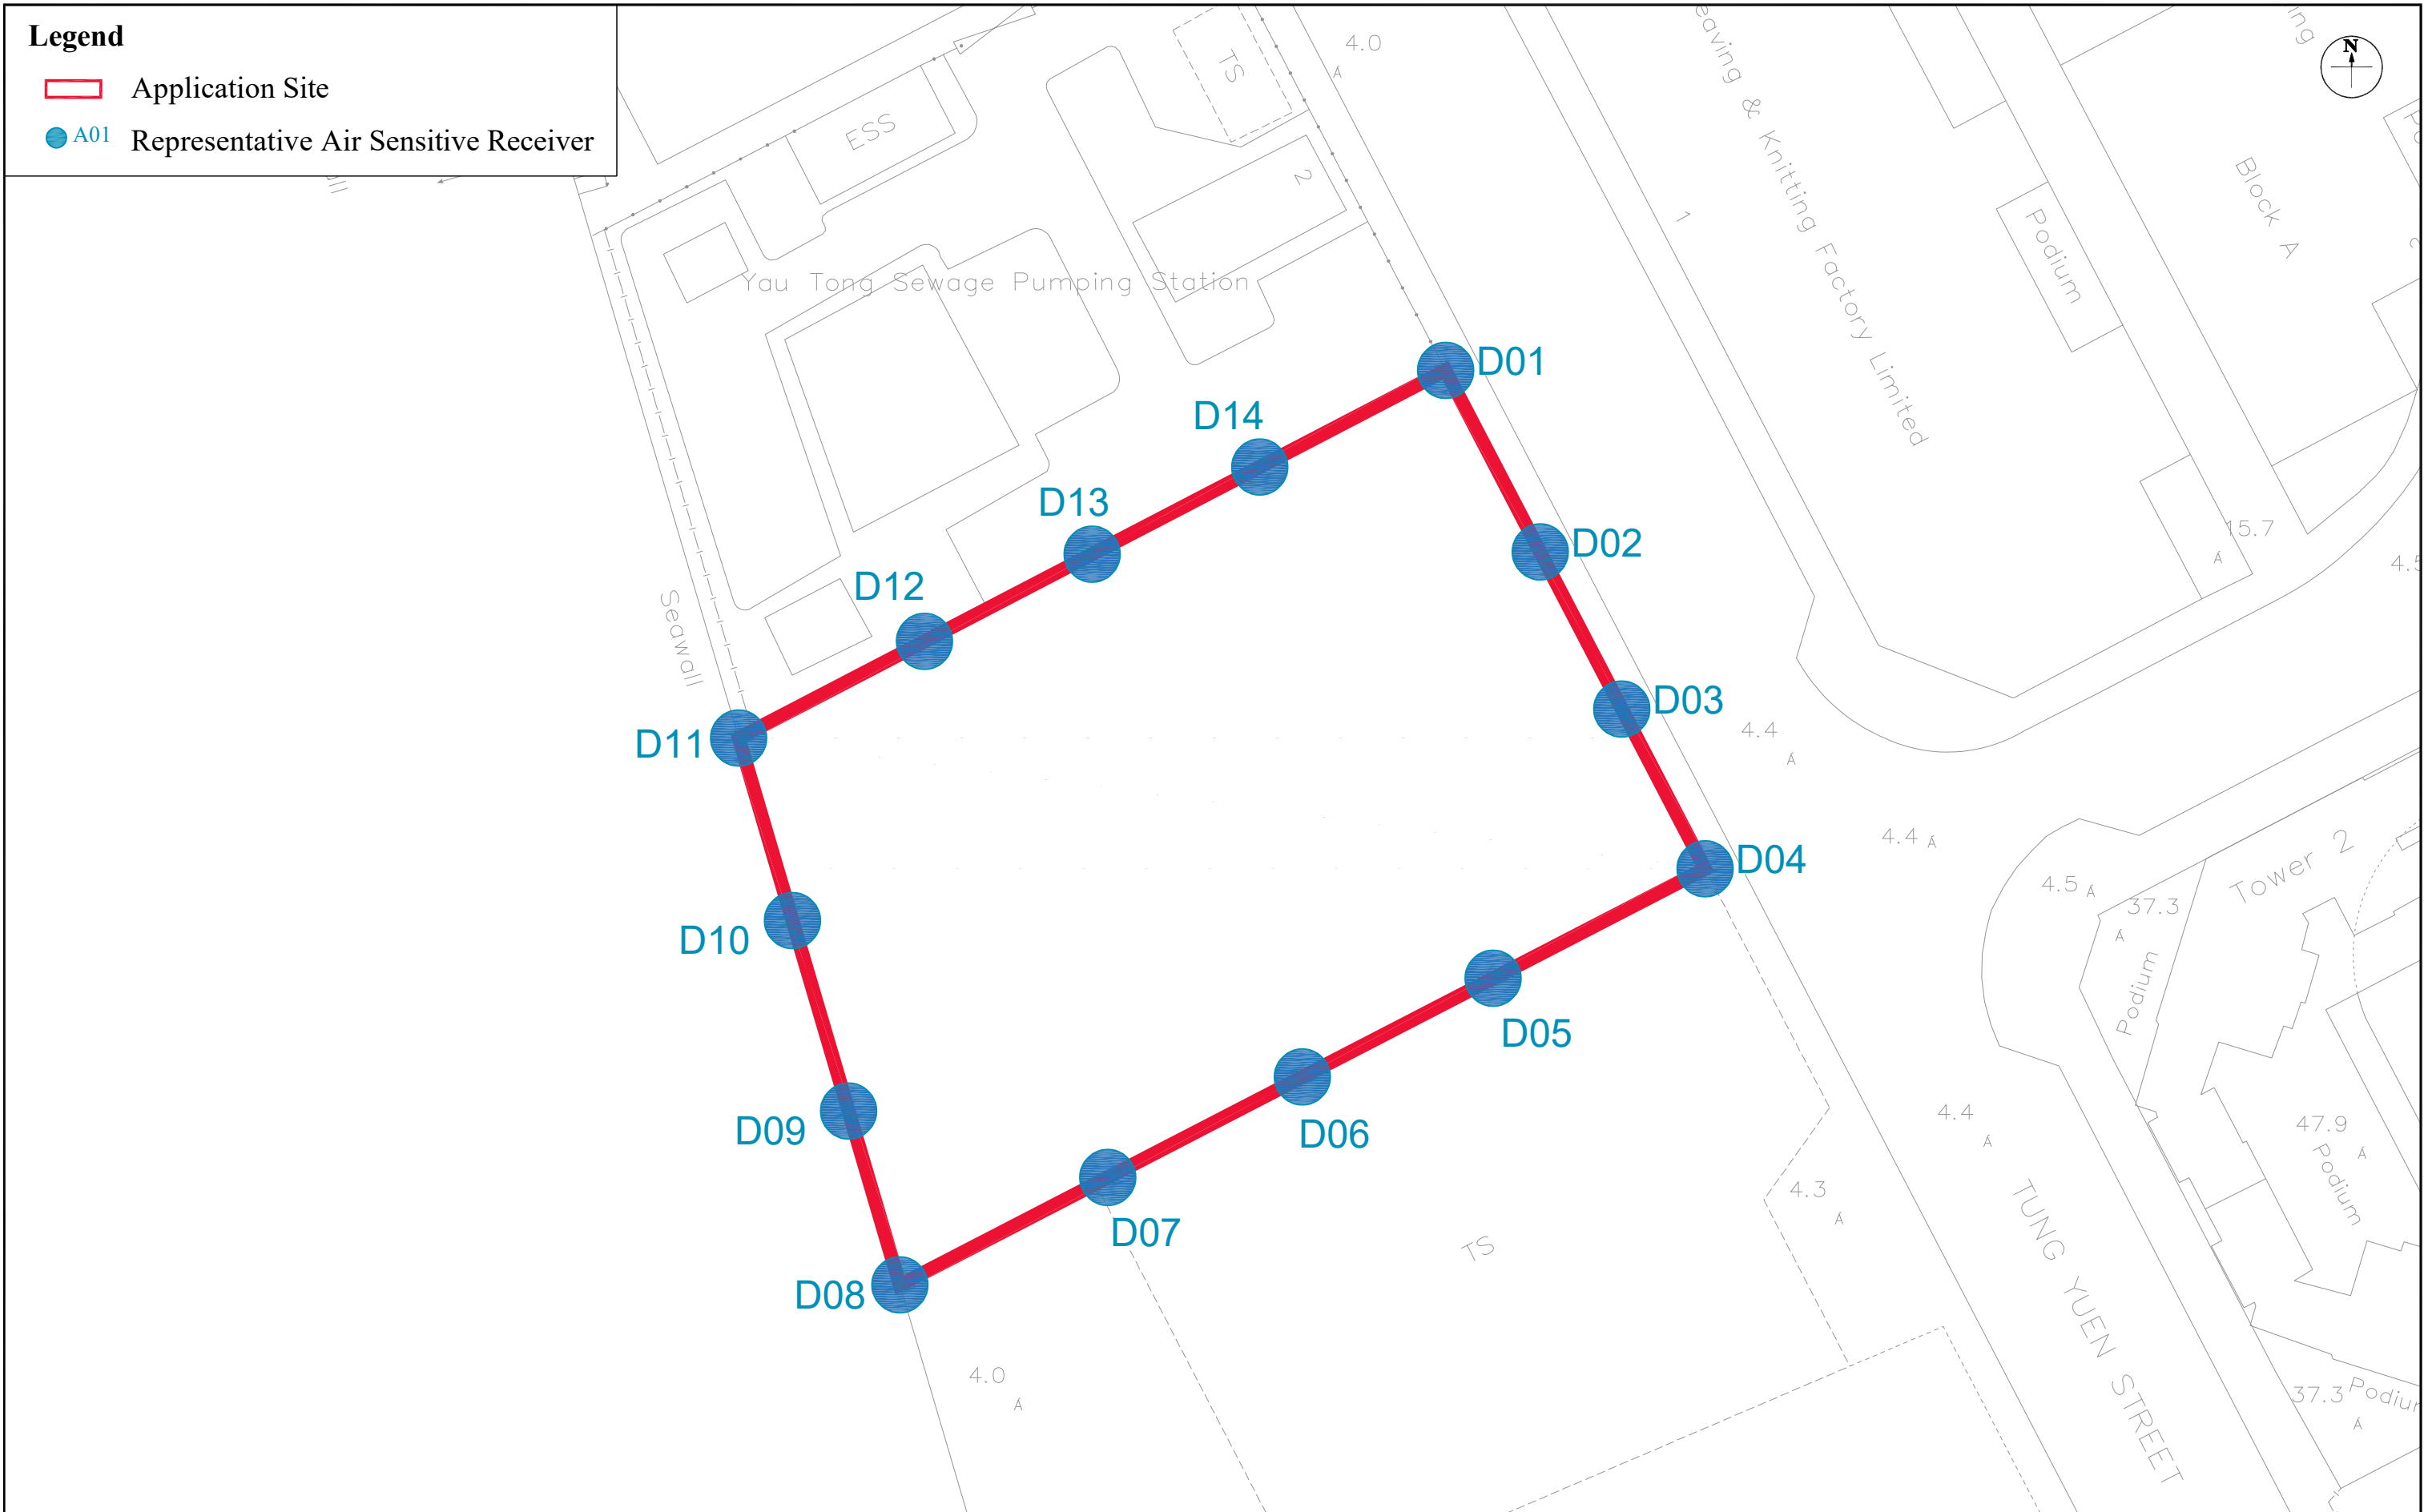 Legend
Application Site
A01 Representative Air Sensitive Receiver
N
4.0
TS
ESS
2
1
eaving & Knitting Factory Limited
Podium
Block A
ing
Yau Tong Sewage Pumping Station
D01
D14
D13
D02
15.7
D12
Seawall
D03
4.4
D11
4.4
Tower 2
D04
4.5
37.3
D10
Podium
D05
D09
D06
4.4
47.9
Podium
4.3
D07
TS
TUNG YUEN STREET
D08
4.0
37.3